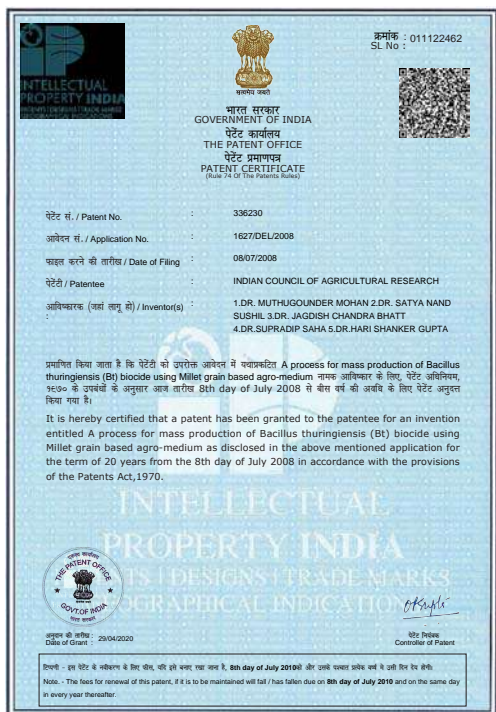 INTELLECTUAL
PROPERTY INDIA
PATENTS | DESIGNS | TRADE MARKS
GEOGRAPHICAL INDICATIONS
क्रमांक : 011122462
SL No :
सत्यमेव जयते
भारत सरकार
GOVERNMENT OF INDIA
पेटेंट कार्यालय
THE PATENT OFFICE
पेटेंट प्रमाणपत्र
PATENT CERTIFICATE
(Rule 74 Of The Patents Rules)
पेटेंट सं. / Patent No. : 336230
आवेदन सं. / Application No. : 1627/DEL/2008
फाइल करने की तारीख / Date of Filing : 08/07/2008
पेटेंटी / Patentee : INDIAN COUNCIL OF AGRICULTURAL RESEARCH
आविष्कारक (जहां लागू हो) / Inventor(s) : 1.DR. MUTHUGOUNDER MOHAN 2.DR. SATYA NAND
: SUSHIL 3.DR. JAGDISH CHANDRA BHATT
4.DR.SUPRADIP SAHA 5.DR.HARI SHANKER GUPTA
प्रमाणित किया जाता है कि पेटेंटी को उपरोक्त आवेदन में यथाप्रकटित A process for mass production of Bacillus
thuringiensis (Bt) biocide using Millet grain based agro-medium नामक आविष्कार के लिए, पेटेंट अधिनियम,
१९७० के उपबंधों के अनुसार आज तारीख 8th day of July 2008 से बीस वर्ष की अवधि के लिए पेटेंट अनुदत्त
किया गया है।
It is hereby certified that a patent has been granted to the patentee for an invention
entitled A process for mass production of Bacillus thuringiensis (Bt) biocide using
Millet grain based agro-medium as disclosed in the above mentioned application for
the term of 20 years from the 8th day of July 2008 in accordance with the provisions
of the Patents Act,1970.
INTELLECTUAL
PROPERTY INDIA
PATENTS | DESIGNS | TRADE MARKS
GEOGRAPHICAL INDICATIONS
THE PATENT OFFICE
GOVT.OF INDIA
अनुदान की तारीख :
Date of Grant : 29/04/2020
पेटेंट नियंत्रक
Controller of Patent
टिप्पणी - इस पेटेंट के नवीकरण के लिए फीस, यदि इसे बनाए रखा जाना है, 8th day of July 2010को और उसके पश्चात प्रत्येक वर्ष मे उसी दिन देय होगी।
Note. - The fees for renewal of this patent, if it is to be maintained will fall / has fallen due on 8th day of July 2010 and on the same day
in every year thereafter.